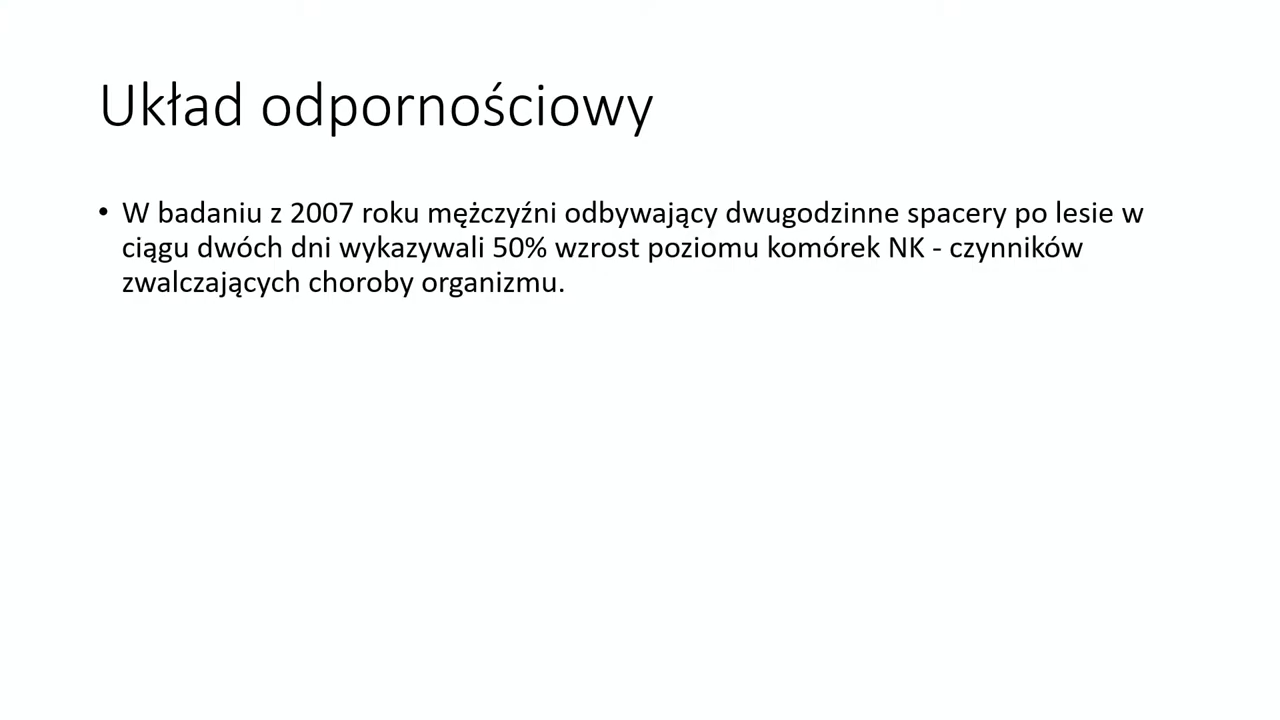 Układ odpornościowy
• W badaniu z 2007 roku mężczyźni odbywający dwugodzinne spacery po lesie w
ciągu dwóch dni wykazywali 50% wzrost poziomu komórek NK - czynników
zwalczających choroby organizmu.